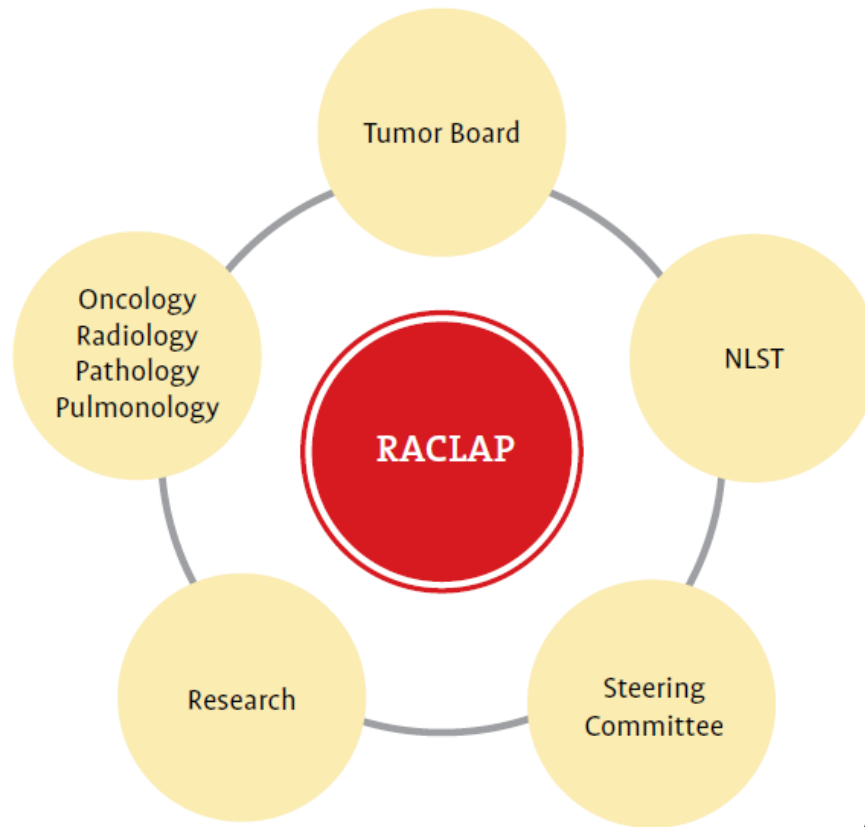 Tumor Board
Oncology
Radiology
Pathology
Pulmonology
NLST
RACLAP
Research
Steering
Committee